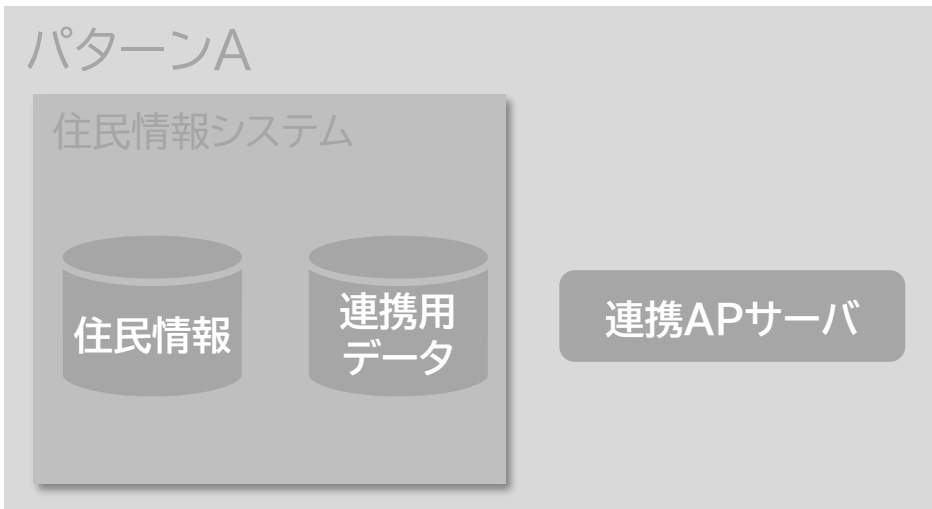 パターンA
住民情報システム
住民情報
連携用
データ
連携APサーバ